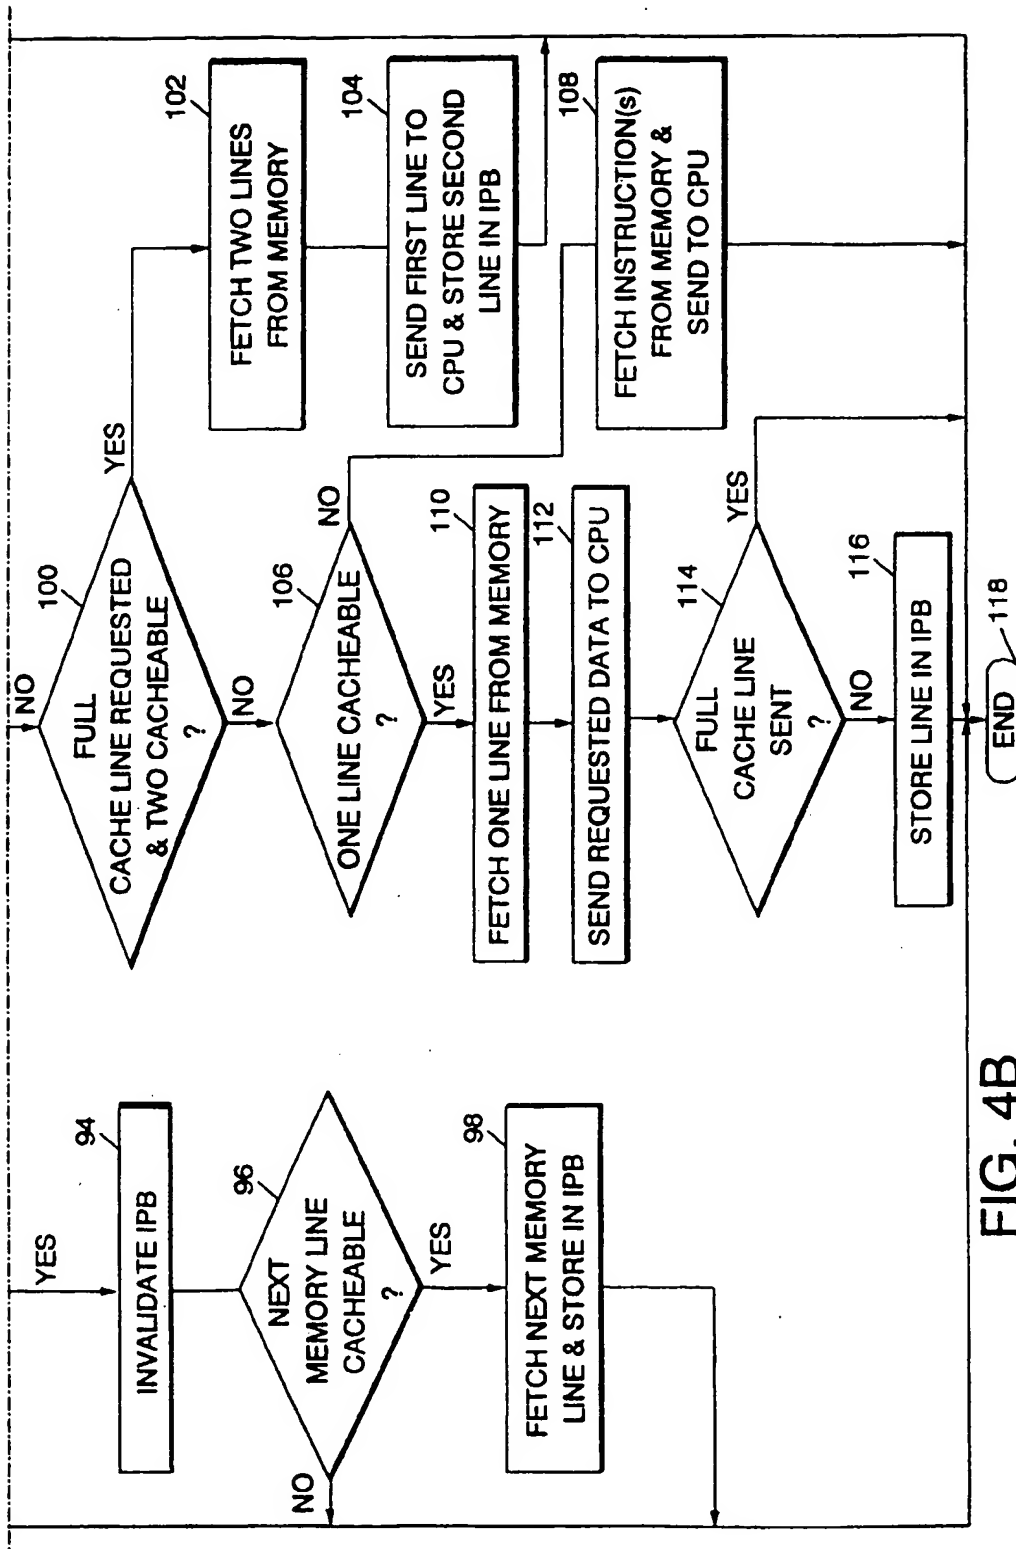 YES
94
INVALIDATE IPB
96
NEXT
MEMORY LINE
CACHEABLE
?
NO
YES
98
FETCH NEXT MEMORY
LINE & STORE IN IPB
NO
100
FULL
CACHE LINE REQUESTED
& TWO CACHEABLE
?
YES
NO
102
FETCH TWO LINES
FROM MEMORY
104
SEND FIRST LINE TO
CPU & STORE SECOND
LINE IN IPB
106
ONE LINE CACHEABLE
?
NO
YES
108
FETCH INSTRUCTION(s)
FROM MEMORY &
SEND TO CPU
110
FETCH ONE LINE FROM MEMORY
112
SEND REQUESTED DATA TO CPU
114
FULL
CACHE LINE
SENT
?
YES
NO
116
STORE LINE IN IPB
END
118
FIG. 4B